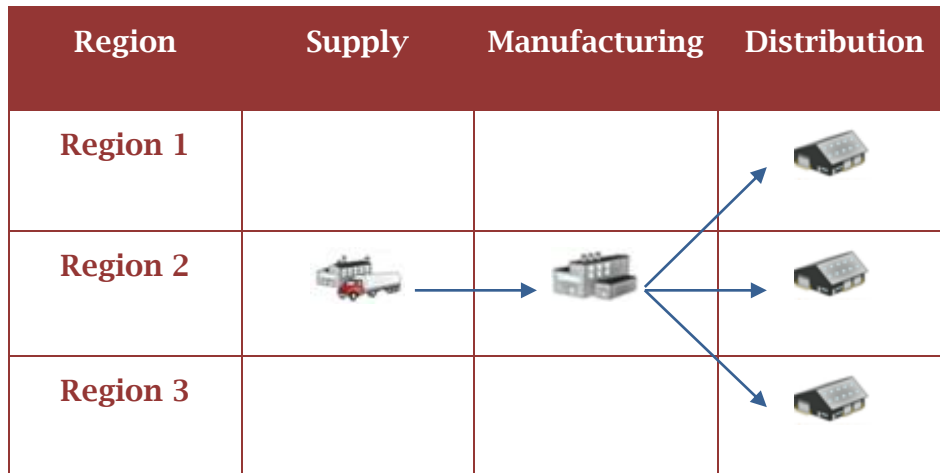 Region Supply Manufacturing Distribution
Region 1
Region 2
Region 3